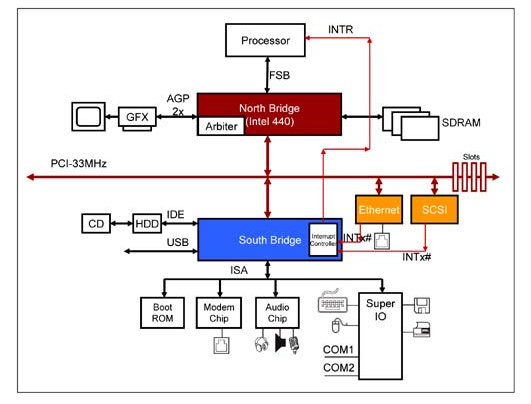 INTR
Processor
FSB
AGP
2x
North Bridge
(Intel 440)
Arbiter
GFX
SDRAM
PCI-33MHz
Slots
Ethernet
SCSI
CD
HDD
IDE
USB
South Bridge
Interrupt
Controller
INTx#
INTx#
ISA
Boot
ROM
Modem
Chip
Audio
Chip
Super
IO
COM1
COM2